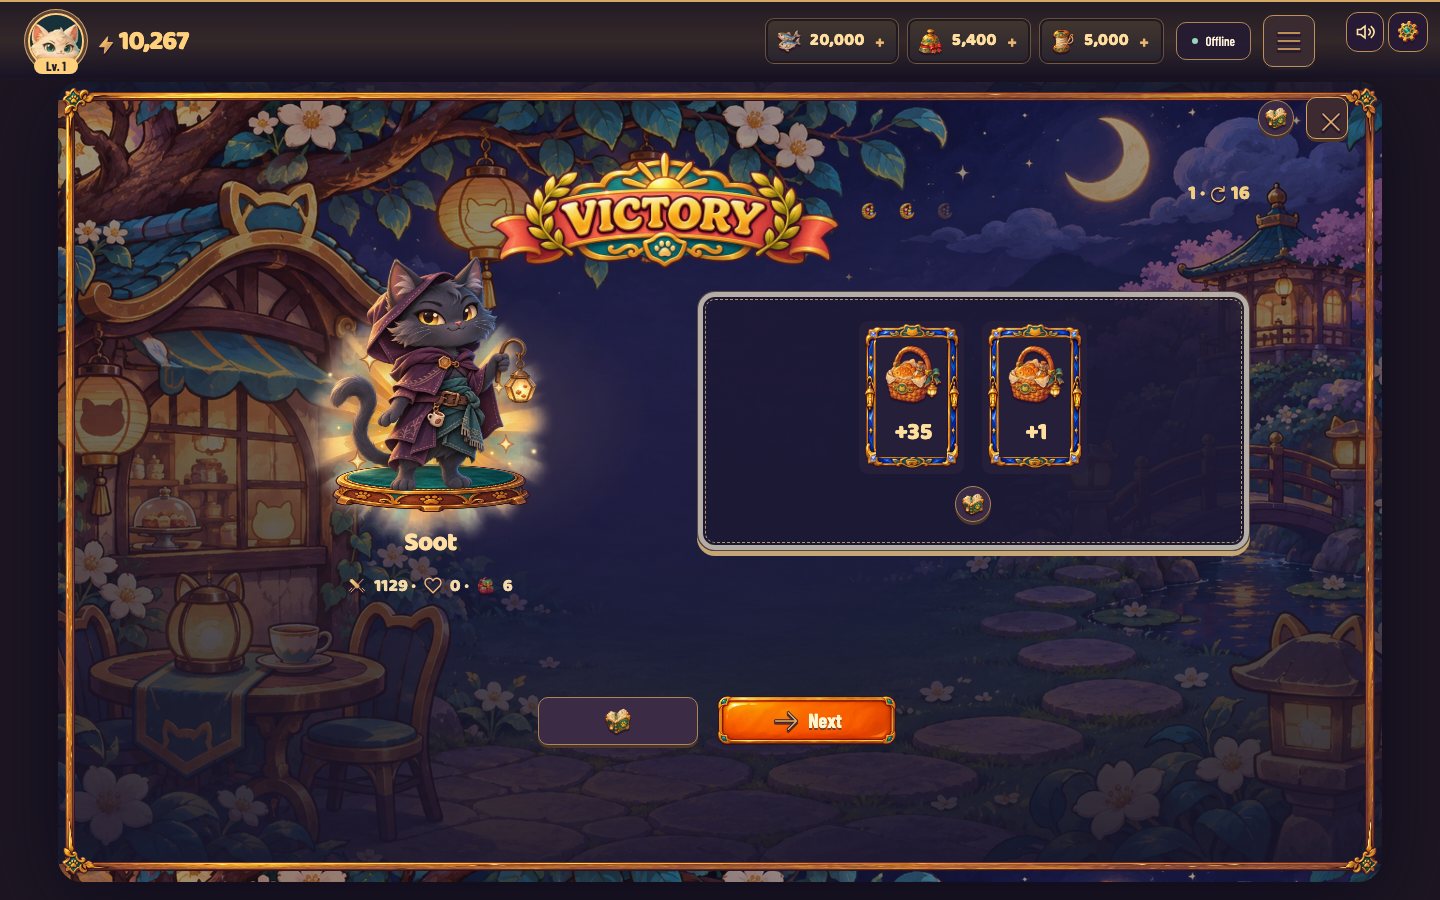 10,267
Lv. 1
20,000 +
5,400 +
5,000 +
Offline
VICTORY
1 · 16
+35
+1
Soot
1129 · 0 · 6
Next